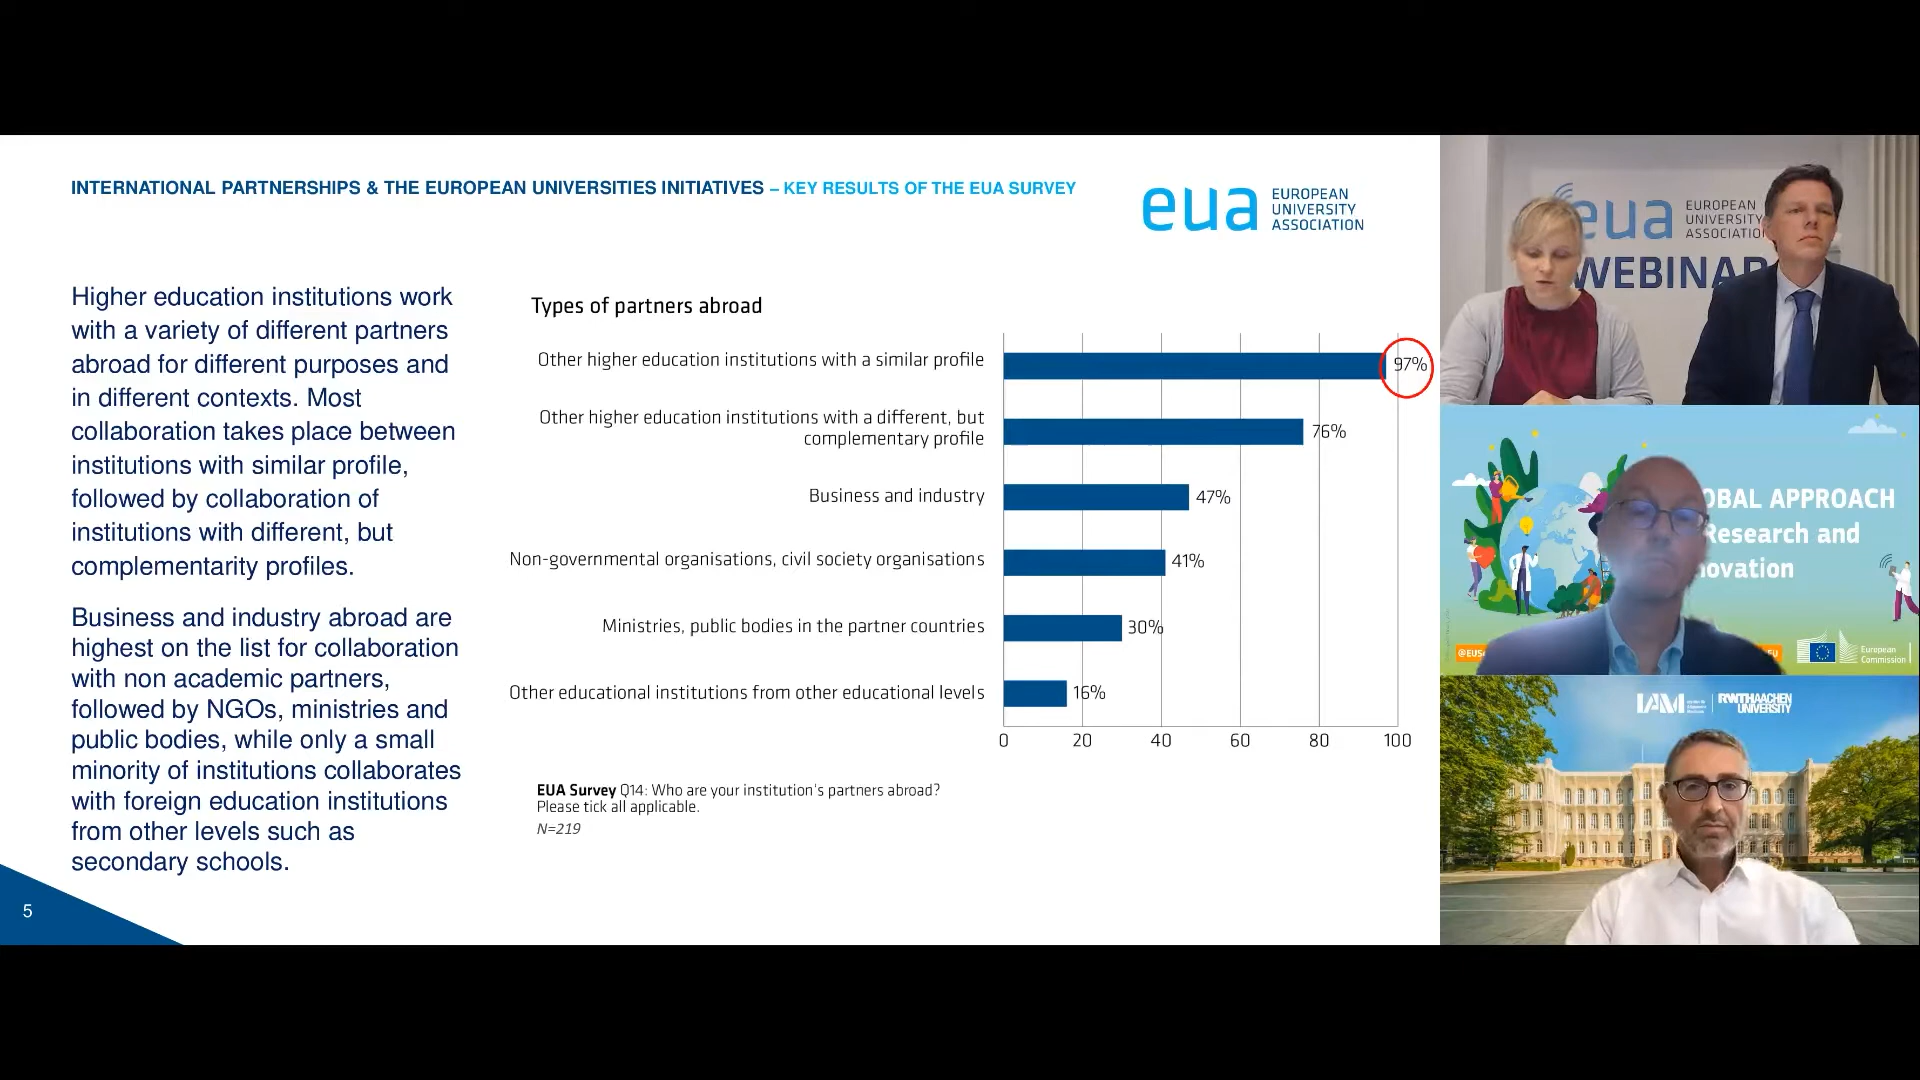 INTERNATIONAL PARTNERSHIPS & THE EUROPEAN UNIVERSITIES INITIATIVES – KEY RESULTS OF THE EUA SURVEY
eua
EUROPEAN
UNIVERSITY
ASSOCIATION
Higher education institutions work
with a variety of different partners
abroad for different purposes and
in different contexts. Most
collaboration takes place between
institutions with similar profile,
followed by collaboration of
institutions with different, but
complementarity profiles.
Business and industry abroad are
highest on the list for collaboration
with non academic partners,
followed by NGOs, ministries and
public bodies, while only a small
minority of institutions collaborates
with foreign education institutions
from other levels such as
secondary schools.
5
Types of partners abroad
Other higher education institutions with a similar profile
97%
Other higher education institutions with a different, but
complementary profile
76%
Business and industry
47%
Non-governmental organisations, civil society organisations
41%
Ministries, public bodies in the partner countries
30%
Other educational institutions from other educational levels
16%
0 20 40 60 80 100
EUA Survey Q14: Who are your institution's partners abroad?
Please tick all applicable.
N=219
eua
EUROPEAN
UNIVERSITY
ASSOCIATIO
WEBINAR
OBAL APPROACH
Research and
ovation
European
Commission
IAM
RWTHAACHEN
UNIVERSITY